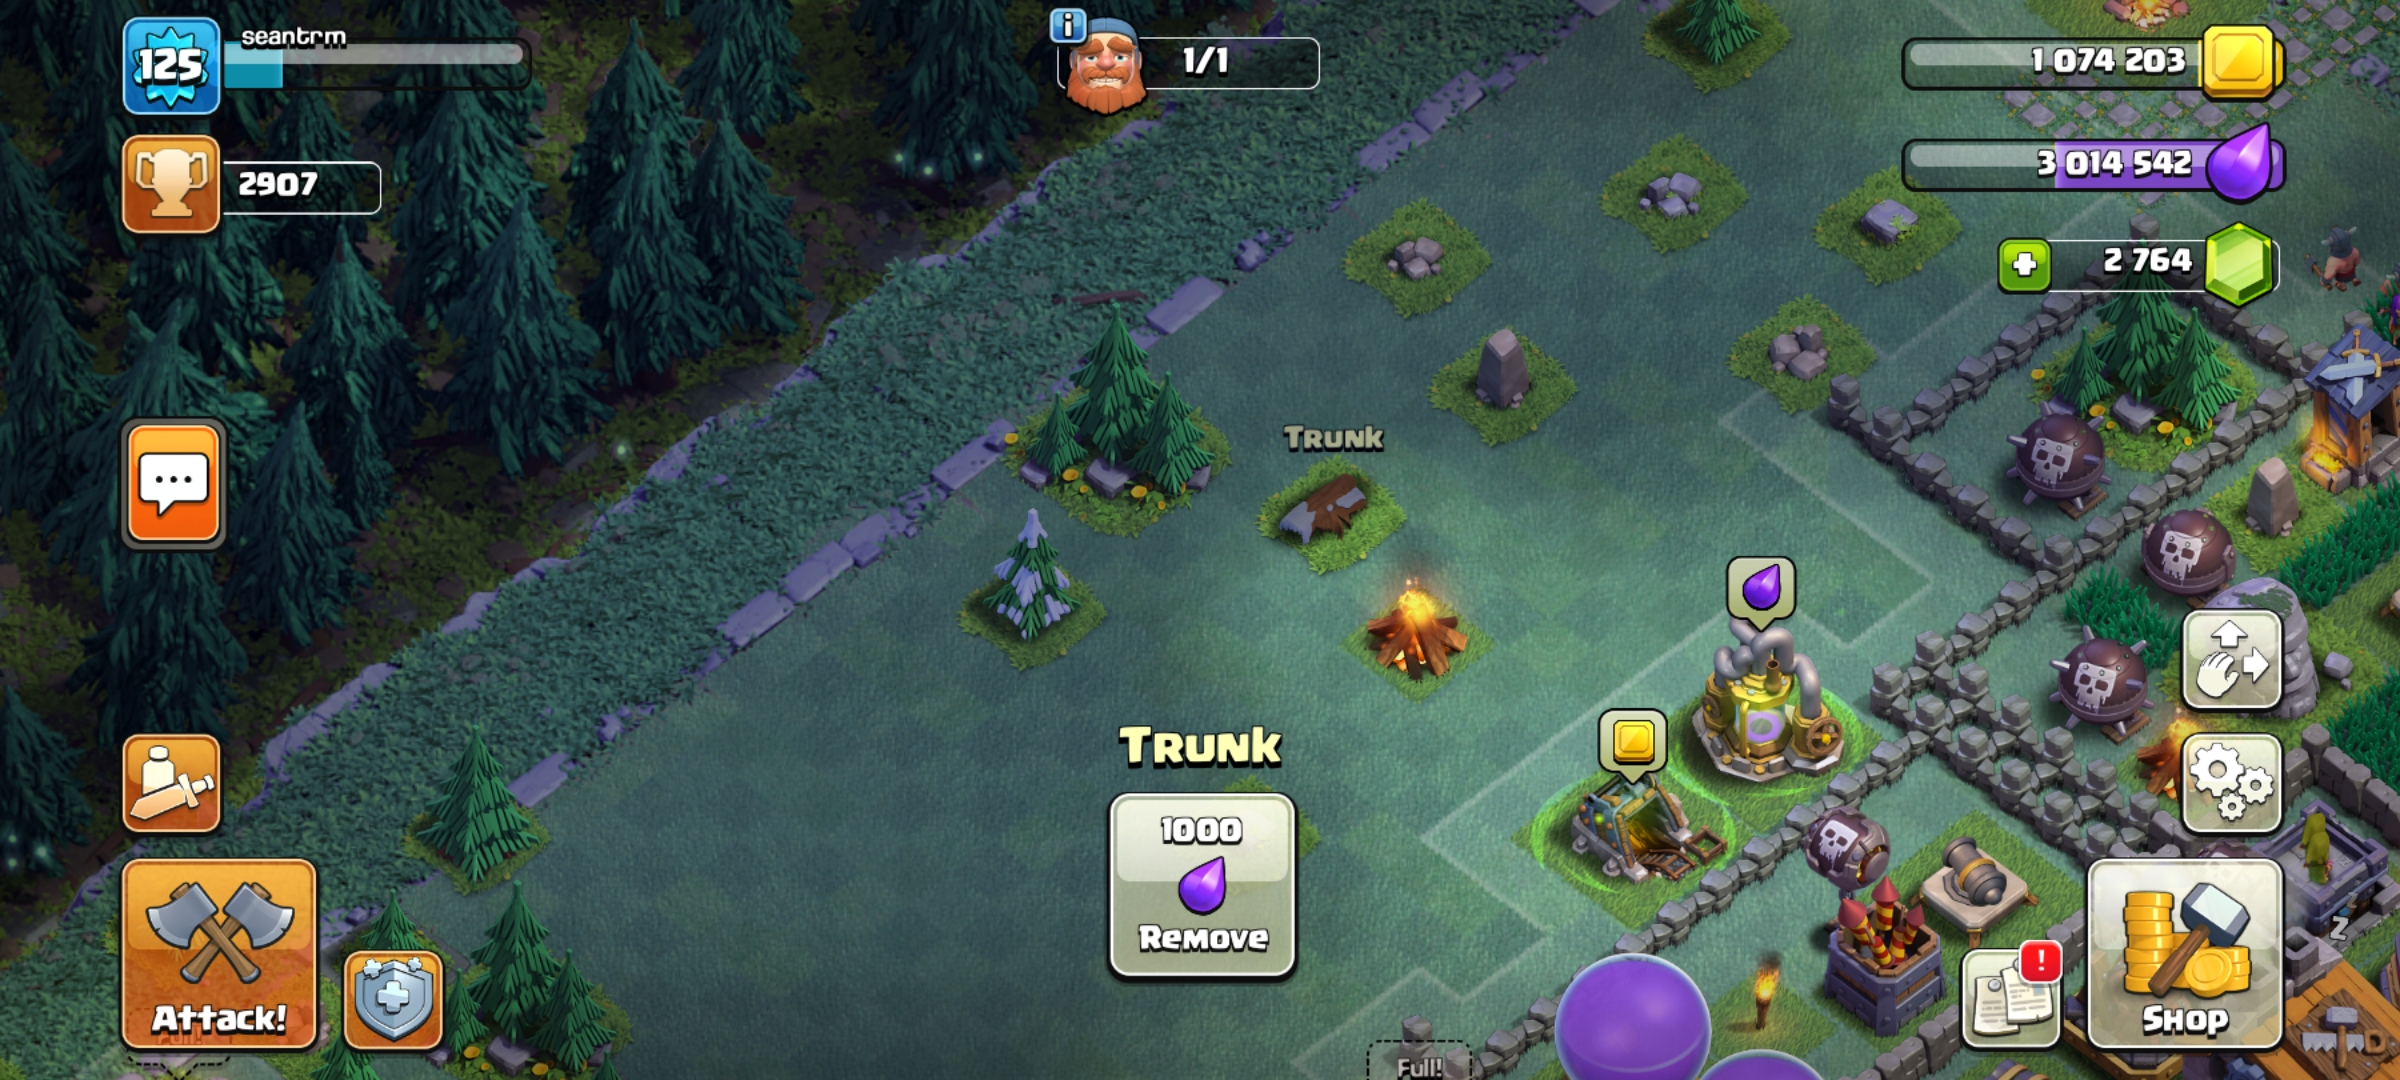 125
seantrm
i
1/1
1 074 203
2907
3 014 542
2 764
Trunk
Trunk
1000
Remove
Attack!
!
Shop
Full!
Full!
Z